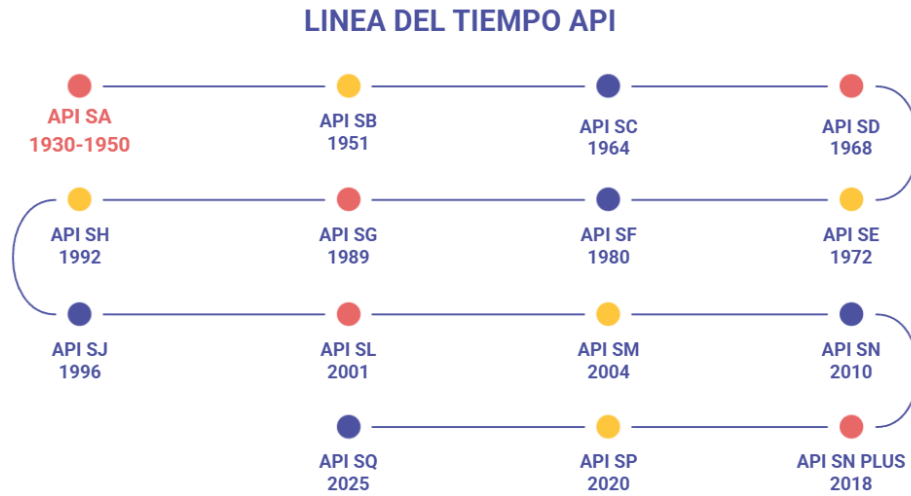 LINEA DEL TIEMPO API
API SA
1930-1950
API SB
1951
API SC
1964
API SD
1968
API SE
1972
API SF
1980
API SG
1989
API SH
1992
API SJ
1996
API SL
2001
API SM
2004
API SN
2010
API SN PLUS
2018
API SP
2020
API SQ
2025